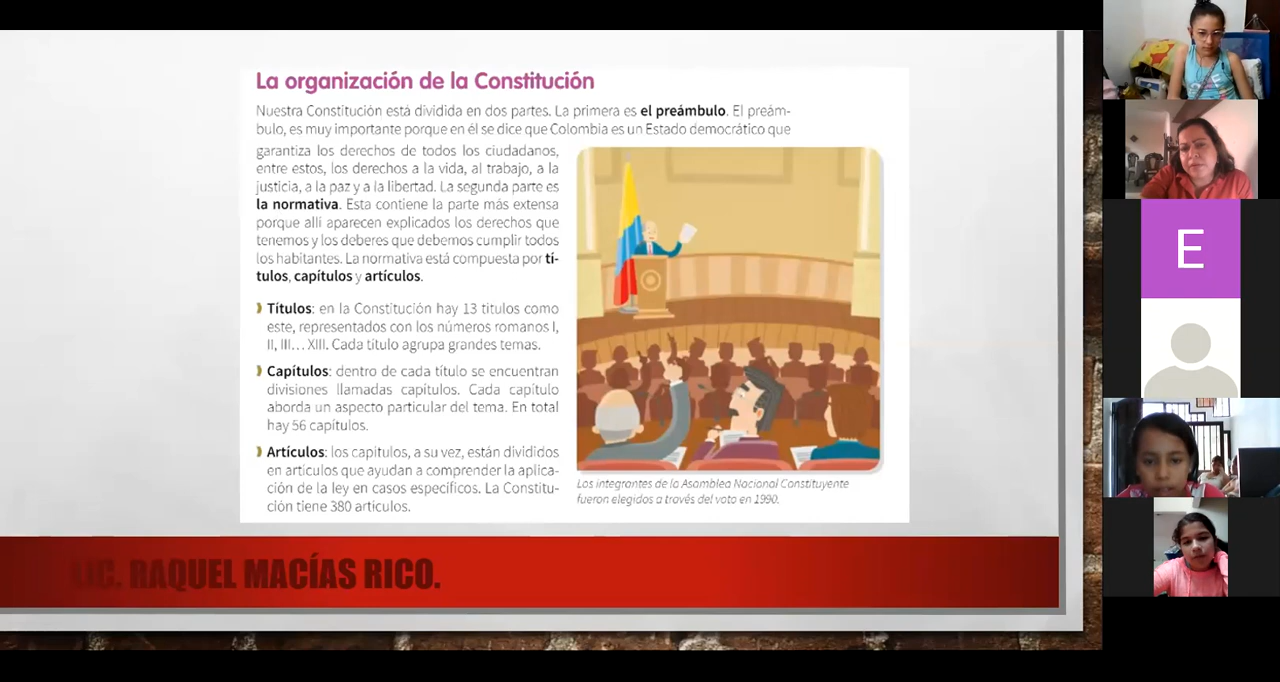 La organización de la Constitución
Nuestra Constitución está dividida en dos partes. La primera es el preámbulo. El preám-
bulo, es muy importante porque en él se dice que Colombia es un Estado democrático que
garantiza los derechos de todos los ciudadanos,
entre estos, los derechos a la vida, al trabajo, a la
justicia, a la paz y a la libertad. La segunda parte es
la normativa. Esta contiene la parte más extensa
porque allí aparecen explicados los derechos que
tenemos y los deberes que debemos cumplir todos
los habitantes. La normativa está compuesta por tí-
tulos, capítulos y artículos.
Títulos: en la Constitución hay 13 títulos como
este, representados con los números romanos I,
II, III... XIII. Cada título agrupa grandes temas.
Capítulos: dentro de cada título se encuentran
divisiones llamadas capítulos. Cada capítulo
aborda un aspecto particular del tema. En total
hay 56 capítulos.
Artículos: los capítulos, a su vez, están divididos
en artículos que ayudan a comprender la aplica-
ción de la ley en casos específicos. La Constitu-
ción tiene 380 artículos.
Los integrantes de la Asamblea Nacional Constituyente
fueron elegidos a través del voto en 1990.
LIC. RAQUEL MACÍAS RICO.
E